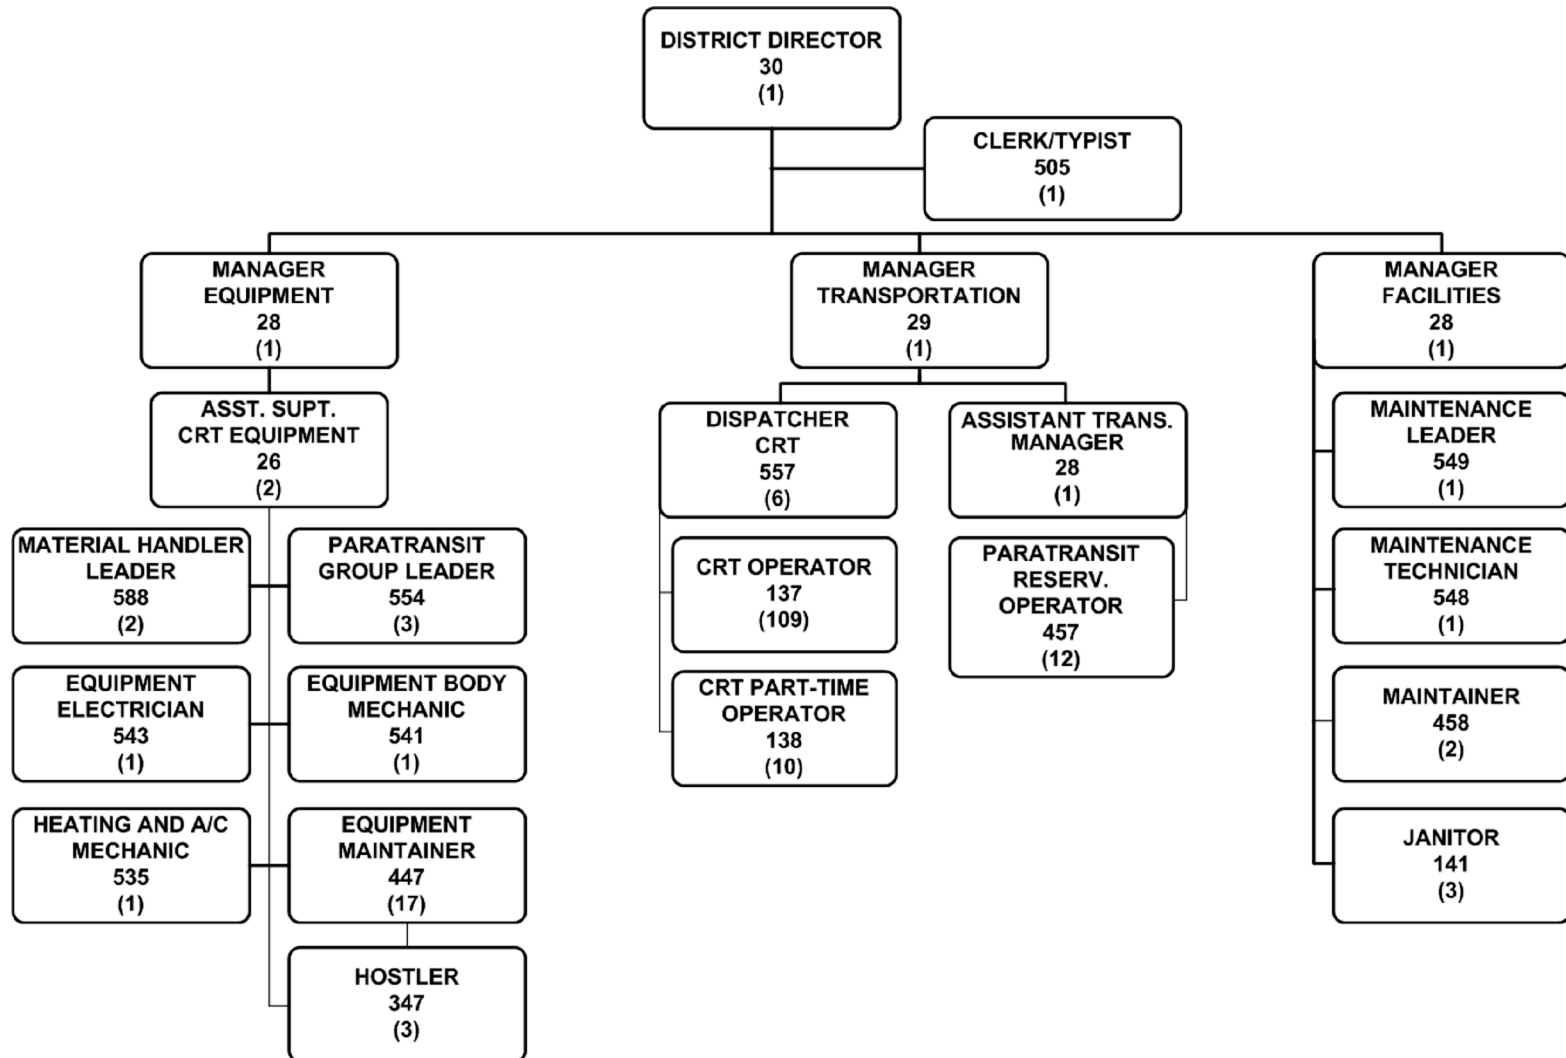 DISTRICT DIRECTOR
30
(1)
CLERK/TYPIST
505
(1)
MANAGER
EQUIPMENT
28
(1)
MANAGER
TRANSPORTATION
29
(1)
MANAGER
FACILITIES
28
(1)
ASST. SUPT.
CRT EQUIPMENT
26
(2)
MATERIAL HANDLER
LEADER
588
(2)
PARATRANSIT
GROUP LEADER
554
(3)
EQUIPMENT
ELECTRICIAN
543
(1)
EQUIPMENT BODY
MECHANIC
541
(1)
HEATING AND A/C
MECHANIC
535
(1)
EQUIPMENT
MAINTAINER
447
(17)
HOSTLER
347
(3)
DISPATCHER
CRT
557
(6)
CRT OPERATOR
137
(109)
CRT PART-TIME
OPERATOR
138
(10)
ASSISTANT TRANS.
MANAGER
28
(1)
PARATRANSIT
RESERV.
OPERATOR
457
(12)
MAINTENANCE
LEADER
549
(1)
MAINTENANCE
TECHNICIAN
548
(1)
MAINTAINER
458
(2)
JANITOR
141
(3)